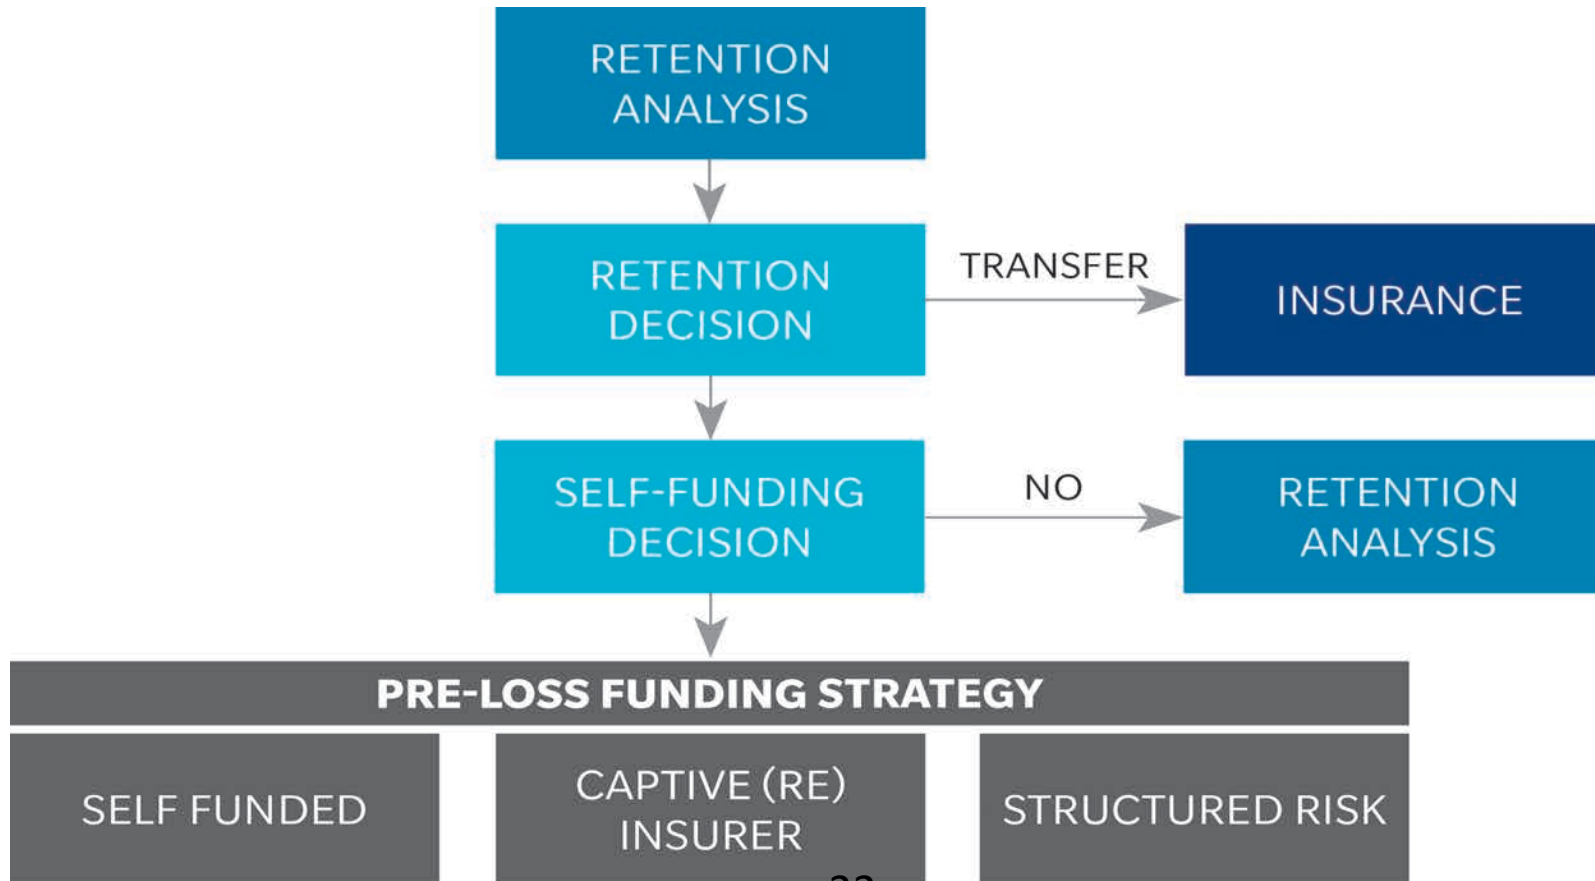 RETENTION
ANALYSIS
RETENTION
DECISION
TRANSFER
INSURANCE
SELF-FUNDING
DECISION
NO
RETENTION
ANALYSIS
PRE-LOSS FUNDING STRATEGY
SELF FUNDED
CAPTIVE (RE)
INSURER
STRUCTURED RISK